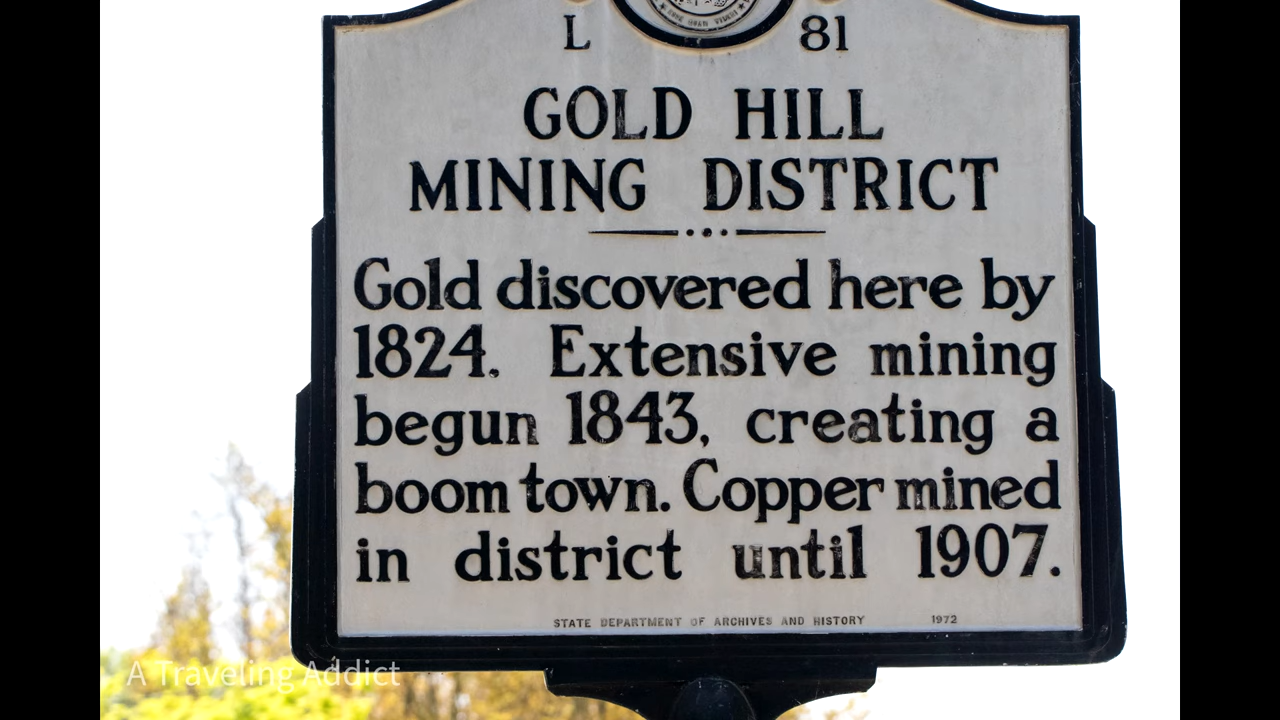 L 81
GOLD HILL
MINING DISTRICT
Gold discovered here by
1824. Extensive mining
begun 1843, creating a
boom town. Copper mined
in district until 1907.
STATE DEPARTMENT OF ARCHIVES AND HISTORY 1972
A Traveling Addict